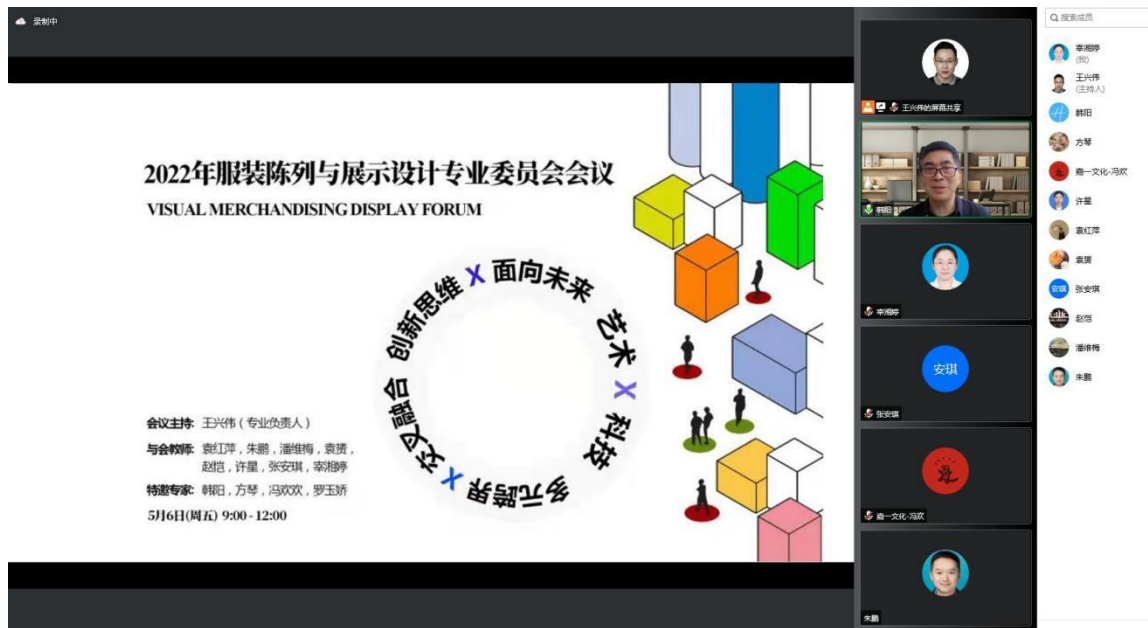 录制中
2022年服装陈列与展示设计专业委员会会议
VISUAL MERCHANDISING DISPLAY FORUM
创新思维 X 面向未来 艺术 X 科技 多元跨界 X 交叉融合
会议主持: 王兴伟(专业负责人)
与会教师: 袁红萍,朱鹏,潘维梅,袁赟,
赵恺,许星,张安琪,宰湘婷
特邀专家: 韩阳,方琴,冯欢欢,罗玉娇
5月6日(周五) 9:00 - 12:00
王兴伟的屏幕共享
韩阳
宰湘婷
安琪
张安琪
嘉一文化-冯欢
朱鹏
搜索成员
宰湘婷
(我)
王兴伟
(主持人)
韩阳
方琴
嘉一文化-冯欢
许星
袁红萍
袁赟
安琪
张安琪
赵恺
潘维梅
朱鹏